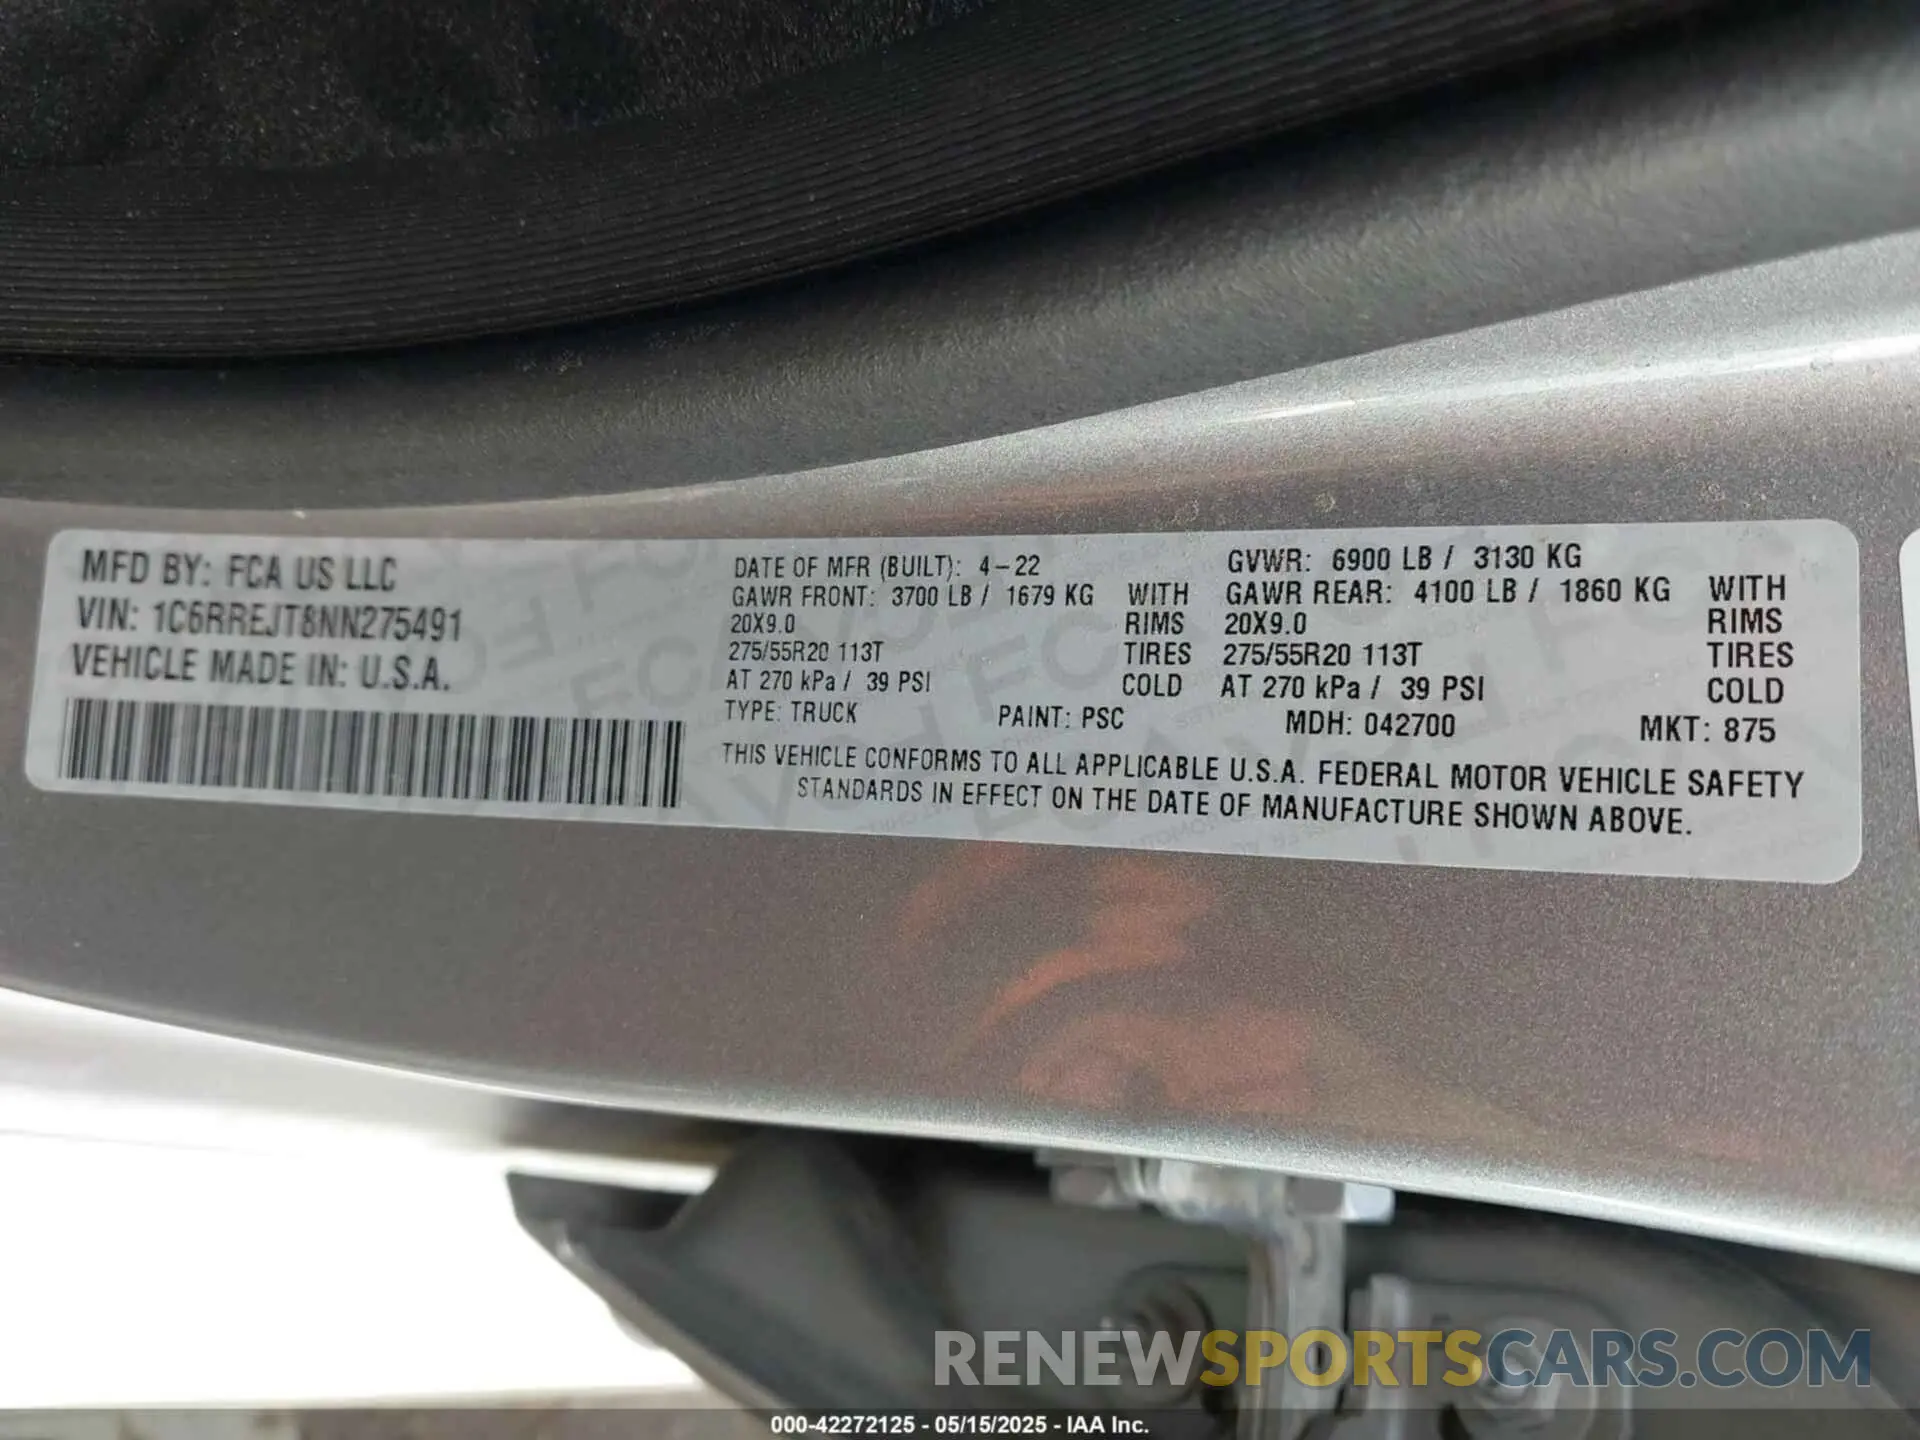 MFD BY: FCA US LLC
VIN: 1C6RREJT8NN275491
VEHICLE MADE IN: U.S.A.
DATE OF MFR (BUILT): 4-22
GVWR: 6900 LB / 3130 KG
GAWR FRONT: 3700 LB / 1679 KG WITH
GAWR REAR: 4100 LB / 1860 KG WITH
20X9.0 RIMS
20X9.0 RIMS
275/55R20 113T TIRES
275/55R20 113T TIRES
AT 270 kPa / 39 PSI COLD
AT 270 kPa / 39 PSI COLD
TYPE: TRUCK PAINT: PSC MDH: 042700 MKT: 875
THIS VEHICLE CONFORMS TO ALL APPLICABLE U.S.A. FEDERAL MOTOR VEHICLE SAFETY
STANDARDS IN EFFECT ON THE DATE OF MANUFACTURE SHOWN ABOVE.
RENEWSPORTSCARS.COM
000-42272125 - 05/15/2025 - IAA Inc.